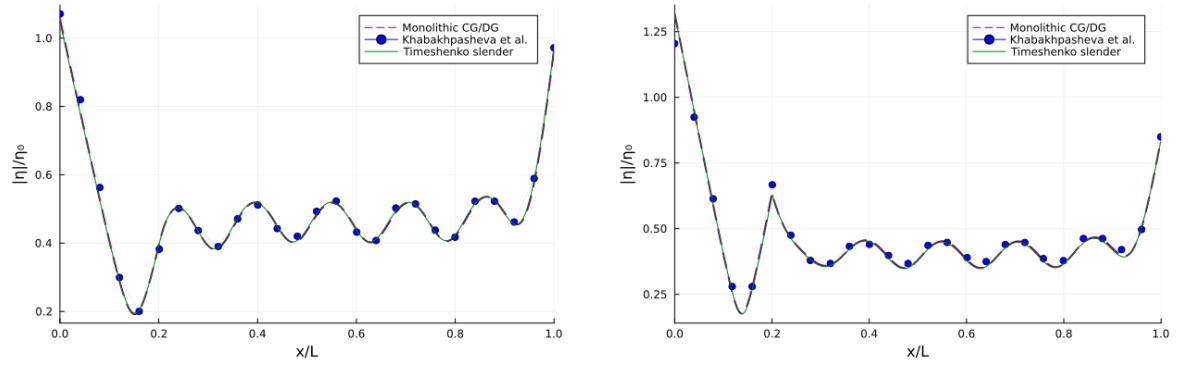 Monolithic CG/DG
Khabakhpasheva et al.
Timeshenko slender
1.0
0.8
0.6
0.4
0.2
|η|/η₀
0.0
0.2
0.4
0.6
0.8
1.0
x/L
Monolithic CG/DG
Khabakhpasheva et al.
Timeshenko slender
1.25
1.00
0.75
0.50
0.25
|η|/η₀
0.0
0.2
0.4
0.6
0.8
1.0
x/L